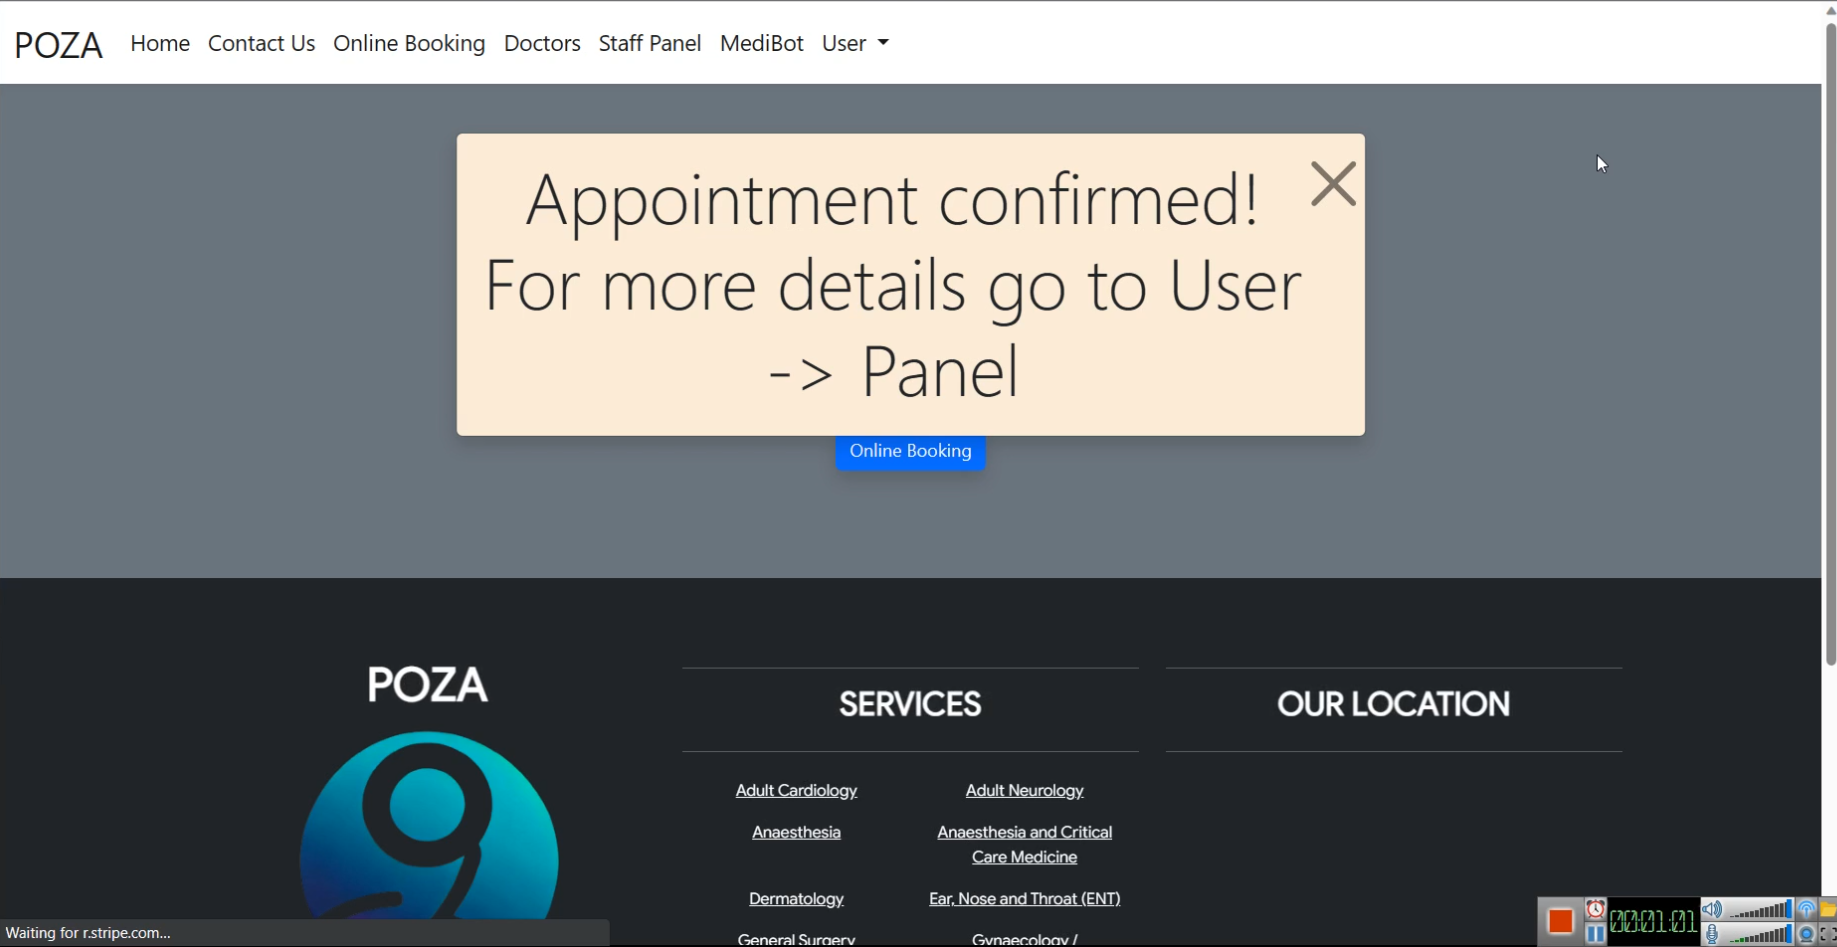 POZA Home Contact Us Online Booking Doctors Staff Panel MediBot User
Appointment confirmed!
For more details go to User
-> Panel
Online Booking
POZA
SERVICES
OUR LOCATION
Adult Cardiology
Adult Neurology
Anaesthesia
Anaesthesia and Critical
Care Medicine
Dermatology
Ear, Nose and Throat (ENT)
General Surgery
Gynaecology /
Waiting for r.stripe.com...
00:01:01